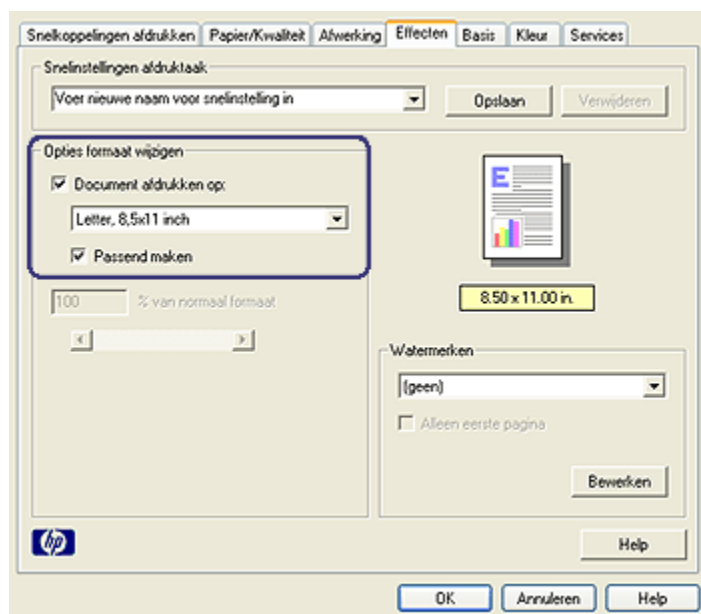 Snelkoppelingen afdrukken Papier/Kwaliteit Afwerking Effecten Basis Kleur Services
Snelinstellingen afdruktaak
Voer nieuwe naam voor snelinstelling in Opslaan Verwijderen
Opties formaat wijzigen
Document afdrukken op:
Letter, 8,5x11 inch
Passend maken
E
8.50 x 11.00 in.
100 % van normaal formaat
Watermerken
(geen)
Alleen eerste pagina
Bewerken
hp
Help
OK Annuleren Help